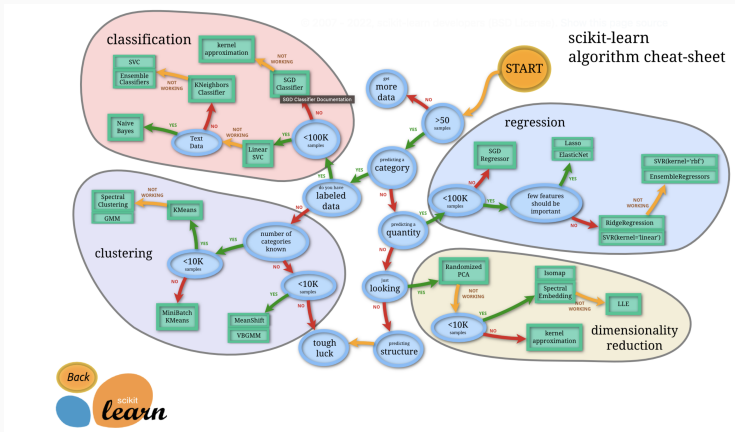 scikit-learn
algorithm cheat-sheet
START
classification
kernel
approximation
NOT
WORKING
SVC
Ensemble
Classifiers
NOT
WORKING
KNeighbors
Classifier
SGD
Classifier
SGD Classifier Documentation
NO
Naive
Bayes
YES
Text
Data
NO
NOT
WORKING
Linear
SVC
YES
<100K
samples
get
more
data
NO
>50
samples
YES
predicting a
category
YES
NO
do you have
labeled
data
YES
NO
predicting a
quantity
YES
NO
just
looking
YES
NO
predicting
structure
tough
luck
regression
SGD
Regressor
NO
<100K
samples
YES
few features
should be
important
YES
NO
Lasso
ElasticNet
SVR(kernel='rbf')
EnsembleRegressors
NOT
WORKING
RidgeRegression
SVR(kernel='linear')
clustering
Spectral
Clustering
GMM
NOT
WORKING
KMeans
YES
<10K
samples
NO
MiniBatch
KMeans
number of
categories
known
YES
NO
<10K
samples
YES
NO
MeanShift
VBGMM
dimensionality
reduction
Randomized
PCA
NOT
WORKING
<10K
samples
YES
NO
Isomap
Spectral
Embedding
NOT
WORKING
LLE
kernel
approximation
Back
scikit
learn